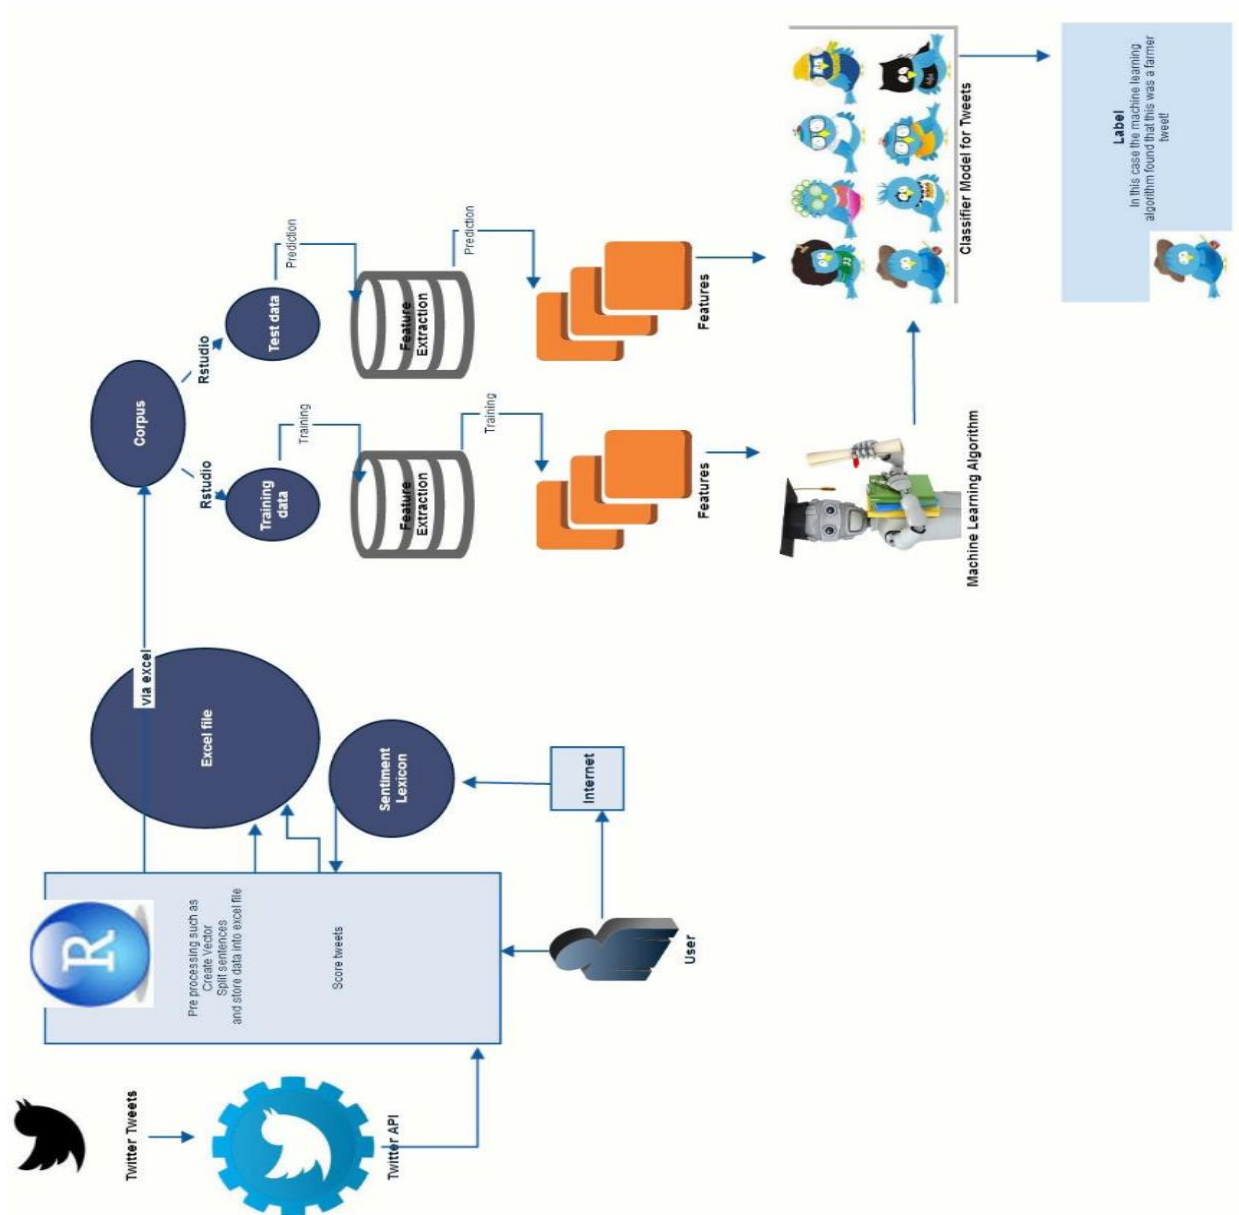 Twitter Tweets
Twitter API
R
Pre processing such as
Create Vector
Split sentences
and store data into excel file
Score tweets
User
Internet
Sentiment
Lexicon
Excel file
via excel
Corpus
Rstudio
Rstudio
Training
data
Test data
Training
Prediction
Feature
Extraction
Feature
Extraction
Training
Prediction
Features
Features
Machine Learning Algorithm
Classifier Model for Tweets
Label
In this case the machine learning
algorithm found that this was a farmer
tweet!